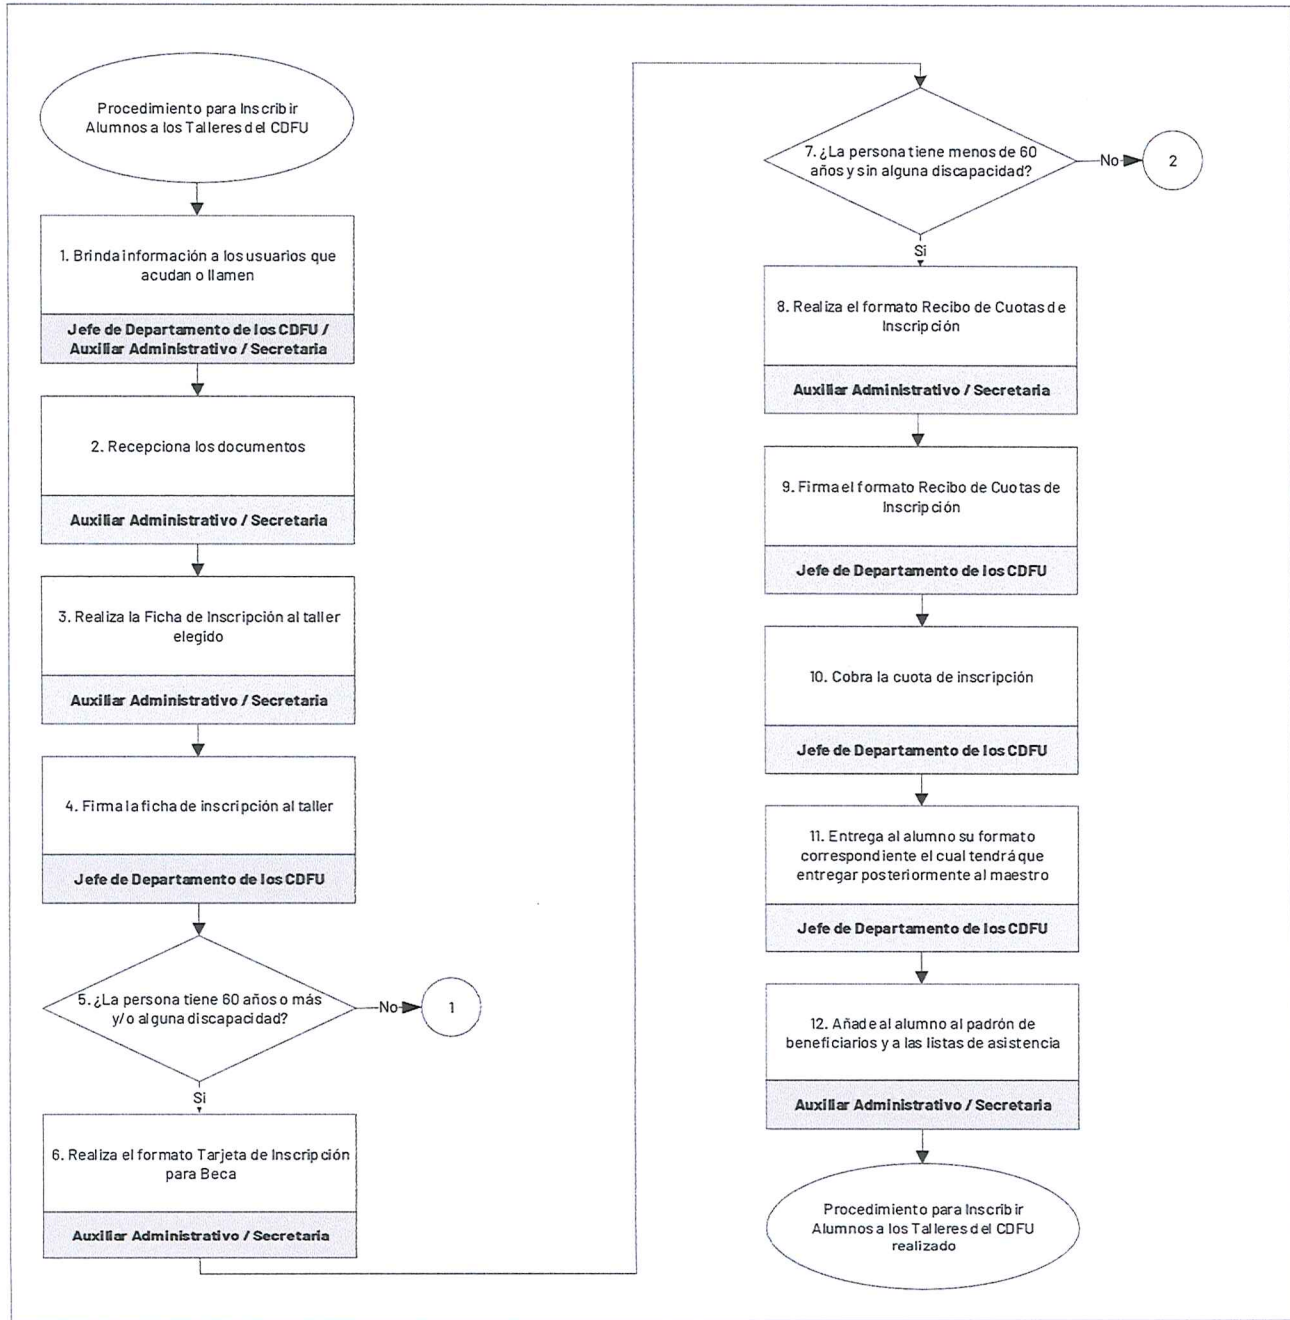 Procedimiento para Inscribir
Alumnos a los Talleres del CDFU
1. Brinda información a los usuarios que
acudan o llamen
Jefe de Departamento de los CDFU /
Auxiliar Administrativo / Secretaria
2. Recepciona los documentos
Auxiliar Administrativo / Secretaria
3. Realiza la Ficha de Inscripción al taller
elegido
Auxiliar Administrativo / Secretaria
4. Firma la ficha de inscripción al taller
Jefe de Departamento de los CDFU
5. ¿La persona tiene 60 años o más
y/o alguna discapacidad?
No
1
Si
6. Realiza el formato Tarjeta de Inscripción
para Beca
Auxiliar Administrativo / Secretaria
7. ¿La persona tiene menos de 60
años y sin alguna discapacidad?
No
2
Si
8. Realiza el formato Recibo de Cuotas de
Inscripción
Auxiliar Administrativo / Secretaria
9. Firma el formato Recibo de Cuotas de
Inscripción
Jefe de Departamento de los CDFU
10. Cobra la cuota de inscripción
Jefe de Departamento de los CDFU
11. Entrega al alumno su formato
correspondiente el cual tendrá que
entregar posteriormente al maestro
Jefe de Departamento de los CDFU
12. Añade al alumno al padrón de
beneficiarios y a las listas de asistencia
Auxiliar Administrativo / Secretaria
Procedimiento para Inscribir
Alumnos a los Talleres del CDFU
realizado